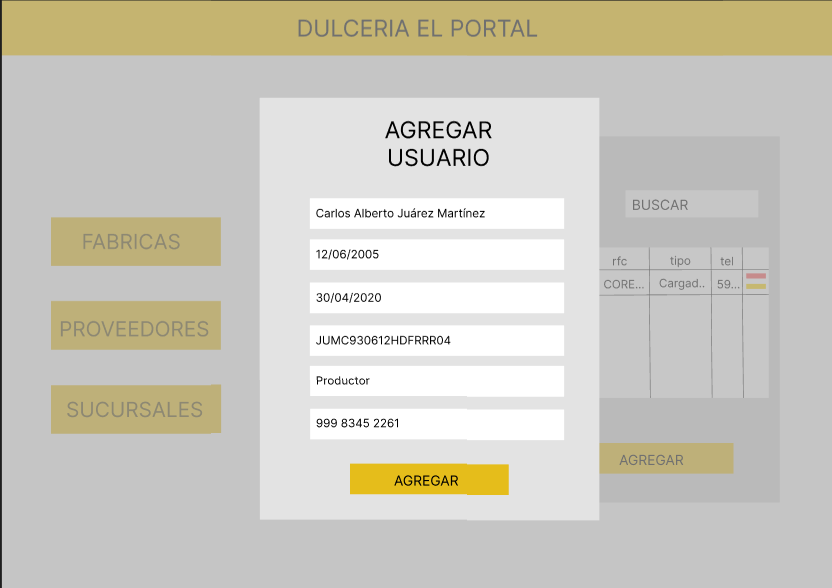 DULCERIA EL PORTAL
AGREGAR
USUARIO
Carlos Alberto Juárez Martínez
12/06/2005
30/04/2020
JUMC930612HDFRRR04
Productor
999 8345 2261
AGREGAR
FABRICAS
PROVEEDORES
SUCURSALES
BUSCAR
rfc tipo tel
CORE... Cargad.. 59...
AGREGAR